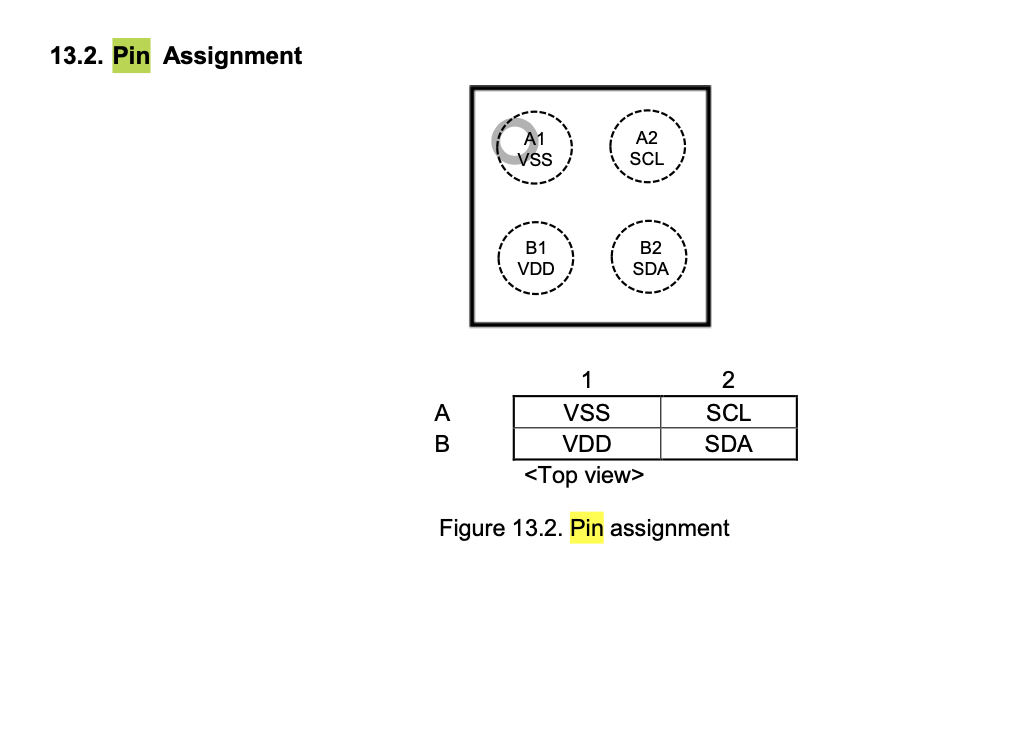 13.2. Pin Assignment
A1 A2
VSS SCL
B1 B2
VDD SDA
1 2
A VSS SCL
B VDD SDA
<Top view>
Figure 13.2. Pin assignment